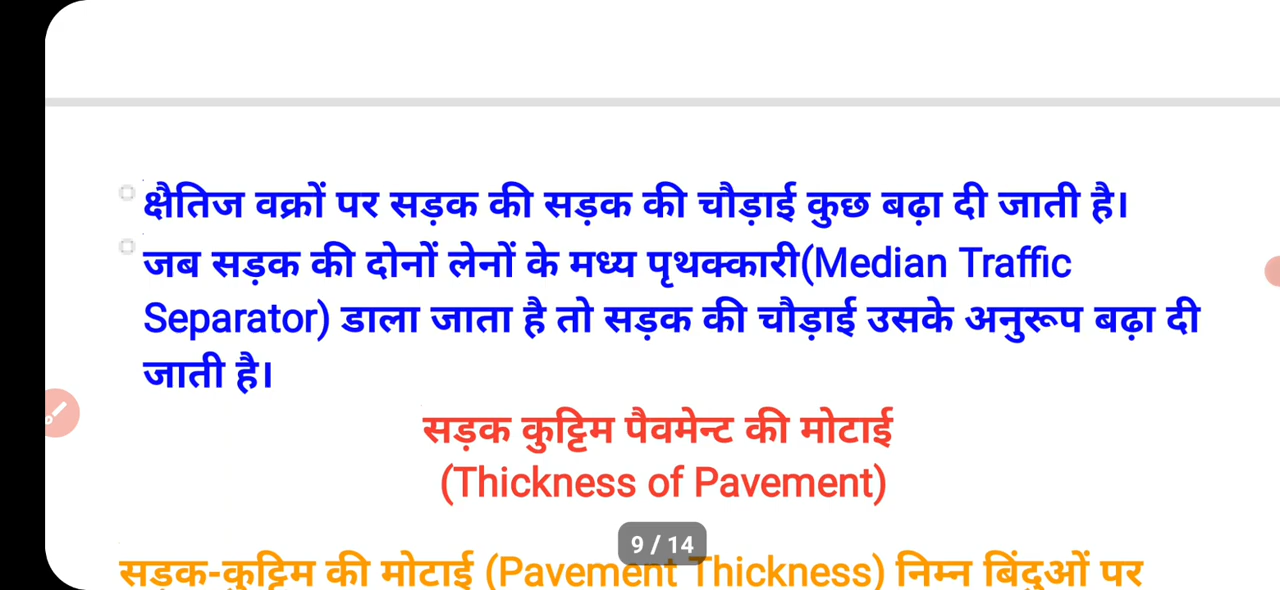 क्षैतिज वक्रों पर सड़क की सड़क की चौड़ाई कुछ बढ़ा दी जाती है।
जब सड़क की दोनों लेनों के मध्य पृथक्कारी(Median Traffic
Separator) डाला जाता है तो सड़क की चौड़ाई उसके अनुरूप बढ़ा दी
जाती है।
सड़क कुट्टिम पैवमेन्ट की मोटाई
(Thickness of Pavement)
9 / 14
सड़क-कुट्टिम की मोटाई (Pavement Thickness) निम्न बिंदुओं पर